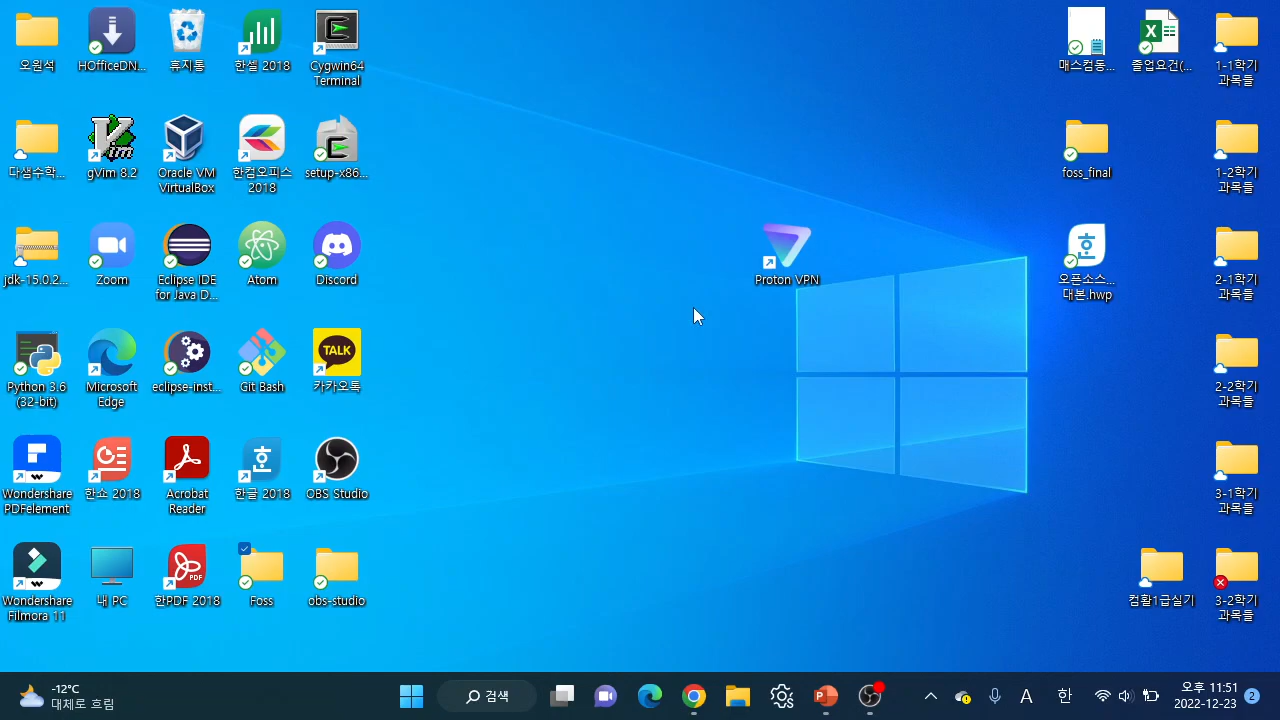 오원석
HOfficeDN...
휴지통
한셀 2018
Cygwin64
Terminal
매스컴동...
졸업요건(...
1-1학기
과목들
다샘수학...
gVim 8.2
Oracle VM
VirtualBox
한컴오피스
2018
setup-x86...
foss_final
1-2학기
과목들
jdk-15.0.2...
Zoom
Eclipse IDE
for Java D...
Atom
Discord
Proton VPN
오픈소스...
대본.hwp
2-1학기
과목들
Python 3.6
(32-bit)
Microsoft
Edge
eclipse-inst...
Git Bash
TALK
카카오톡
2-2학기
과목들
Wondershare
PDFelement
한쇼 2018
Acrobat
Reader
한글 2018
OBS Studio
3-1학기
과목들
Wondershare
Filmora 11
내 PC
PDF
한PDF 2018
Foss
obs-studio
컴활1급실기
3-2학기
과목들
-12°C
대체로 흐림
검색
A
한
오후 11:51
2022-12-23
2